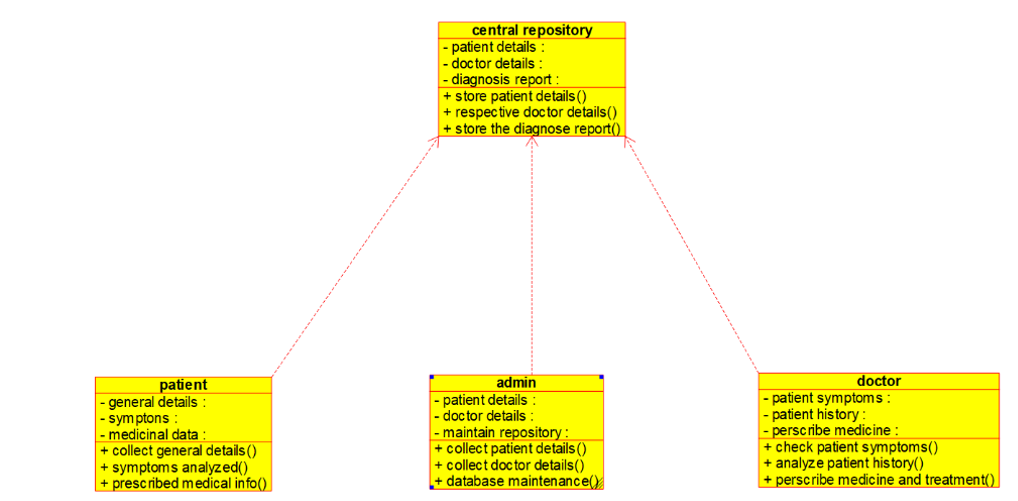 central repository
- patient details :
- doctor details :
- diagnosis report :
+ store patient details()
+ respective doctor details()
+ store the diagnose report()
patient
- general details :
- symptons :
- medicinal data :
+ collect general details()
+ symptoms analyzed()
+ prescribed medical info()
admin
- patient details :
- doctor details :
- maintain repository :
+ collect patient details()
+ collect doctor details()
+ database maintenance()
doctor
- patient symptoms :
- patient history :
- perscribe medicine :
+ check patient symptoms()
+ analyze patient history()
+ perscribe medicine and treatment()